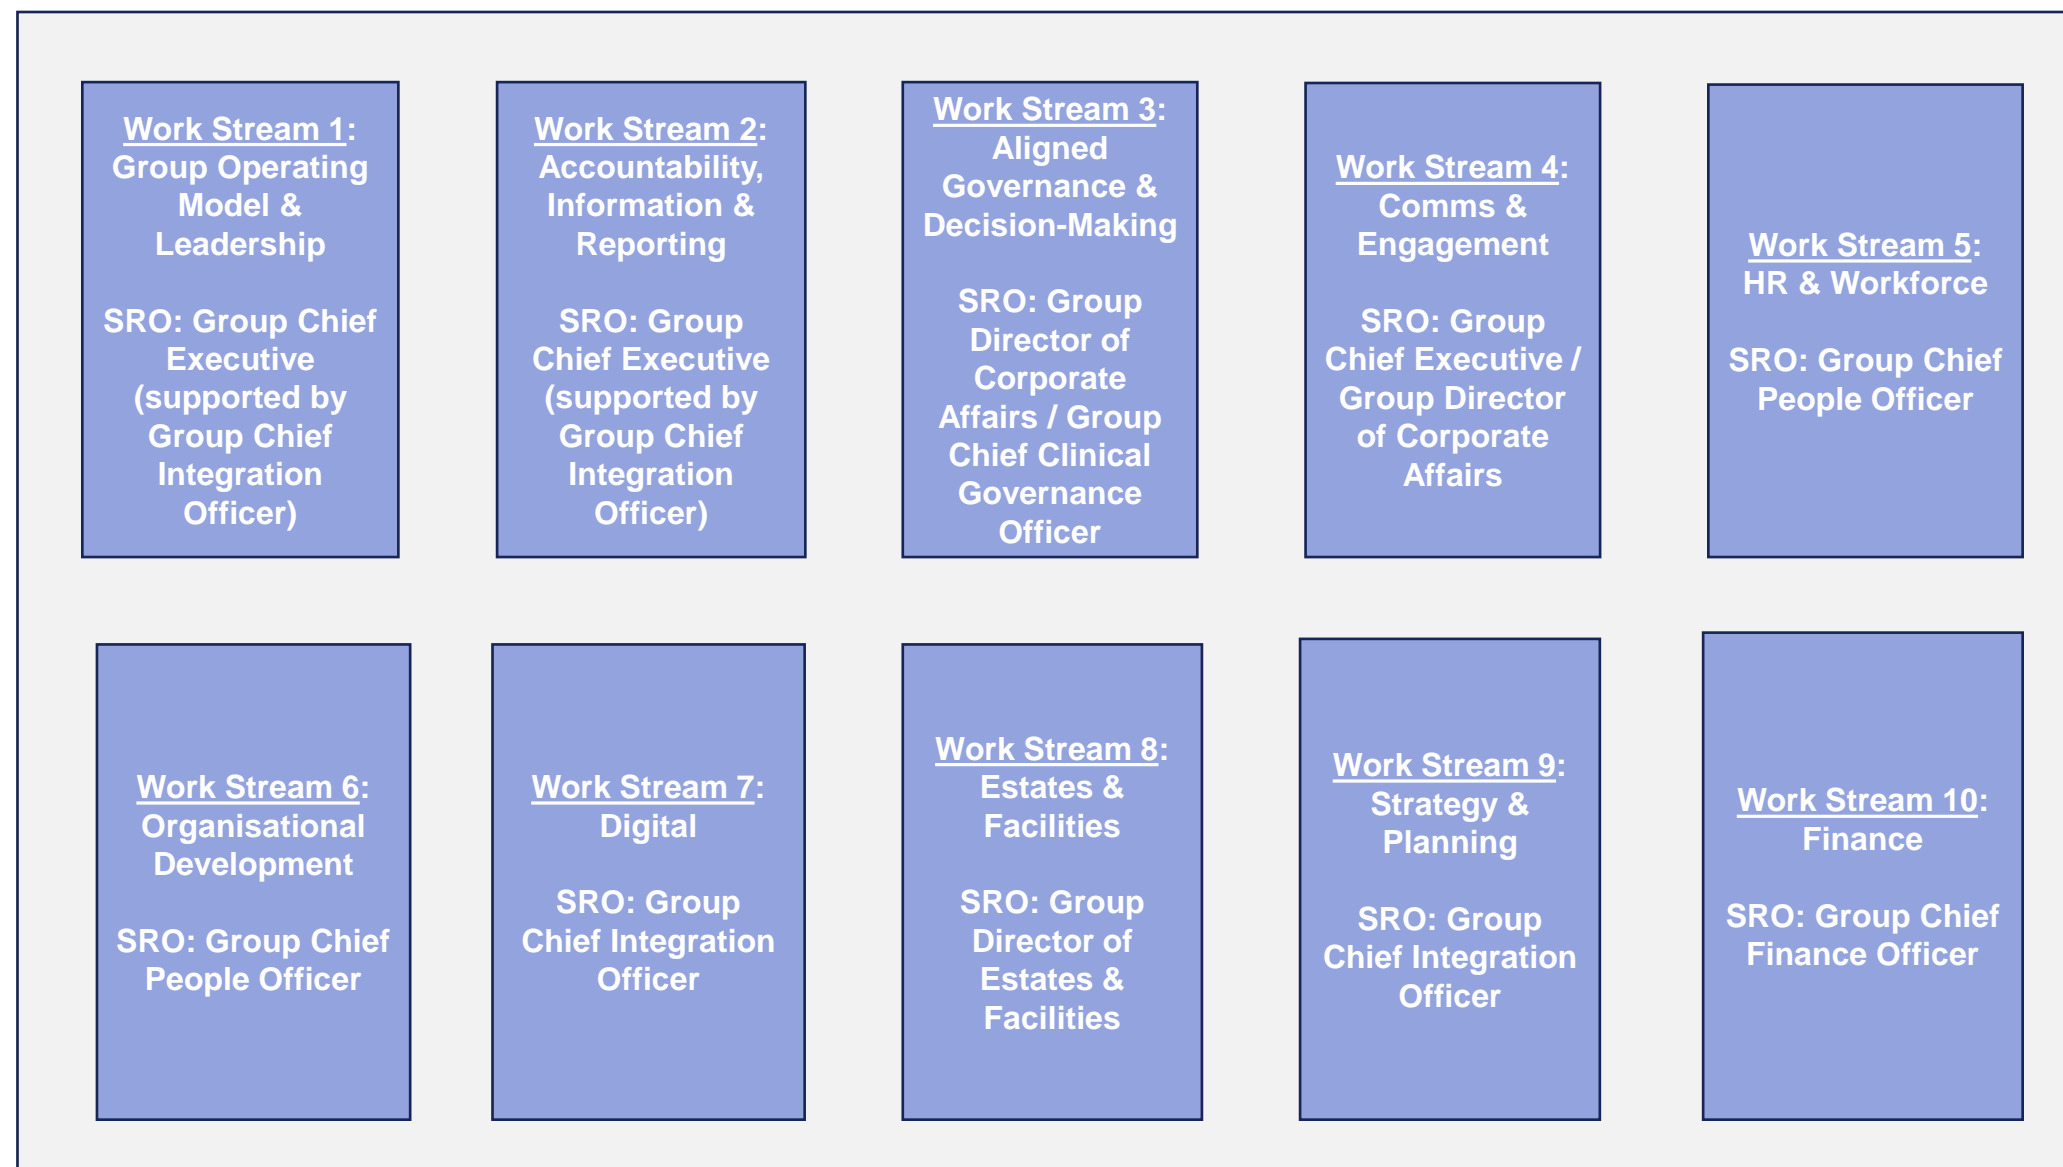 Work Stream 1:
Group Operating
Model &
Leadership
SRO: Group Chief
Executive
(supported by
Group Chief
Integration
Officer)
Work Stream 2:
Accountability,
Information &
Reporting
SRO: Group
Chief Executive
(supported by
Group Chief
Integration
Officer)
Work Stream 3:
Aligned
Governance &
Decision-Making
SRO: Group
Director of
Corporate
Affairs / Group
Chief Clinical
Governance
Officer
Work Stream 4:
Comms &
Engagement
SRO: Group
Chief Executive /
Group Director
of Corporate
Affairs
Work Stream 5:
HR & Workforce
SRO: Group Chief
People Officer
Work Stream 6:
Organisational
Development
SRO: Group Chief
People Officer
Work Stream 7:
Digital
SRO: Group
Chief Integration
Officer
Work Stream 8:
Estates &
Facilities
SRO: Group
Director of
Estates &
Facilities
Work Stream 9:
Strategy &
Planning
SRO: Group
Chief Integration
Officer
Work Stream 10:
Finance
SRO: Group Chief
Finance Officer